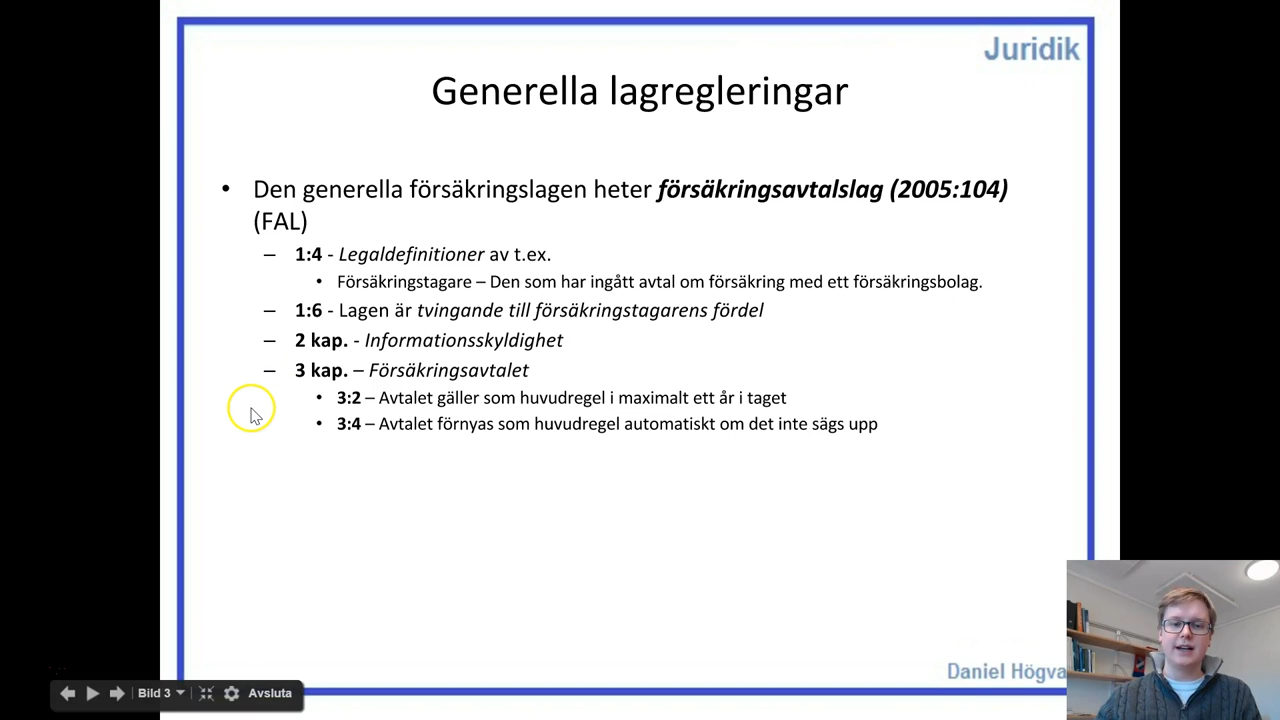 Juridik
Generella lagregleringar
• Den generella försäkringslagen heter försäkringsavtalslag (2005:104)
(FAL)
– 1:4 - Legaldefinitioner av t.ex.
• Försäkringstagare – Den som har ingått avtal om försäkring med ett försäkringsbolag.
– 1:6 - Lagen är tvingande till försäkringstagarens fördel
– 2 kap. - Informationsskyldighet
– 3 kap. – Försäkringsavtalet
• 3:2 – Avtalet gäller som huvudregel i maximalt ett år i taget
• 3:4 – Avtalet förnyas som huvudregel automatiskt om det inte sägs upp
Daniel Högva
Bild 3
Avsluta